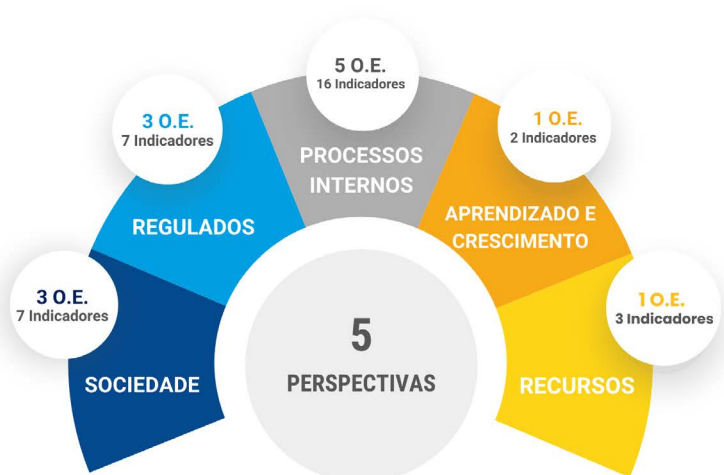 5 O.E.
16 Indicadores
3 O.E.
7 Indicadores
1 O.E.
2 Indicadores
PROCESSOS
INTERNOS
REGULADOS
APRENDIZADO E
CRESCIMENTO
3 O.E.
7 Indicadores
1 O.E.
3 Indicadores
5
PERSPECTIVAS
SOCIEDADE
RECURSOS